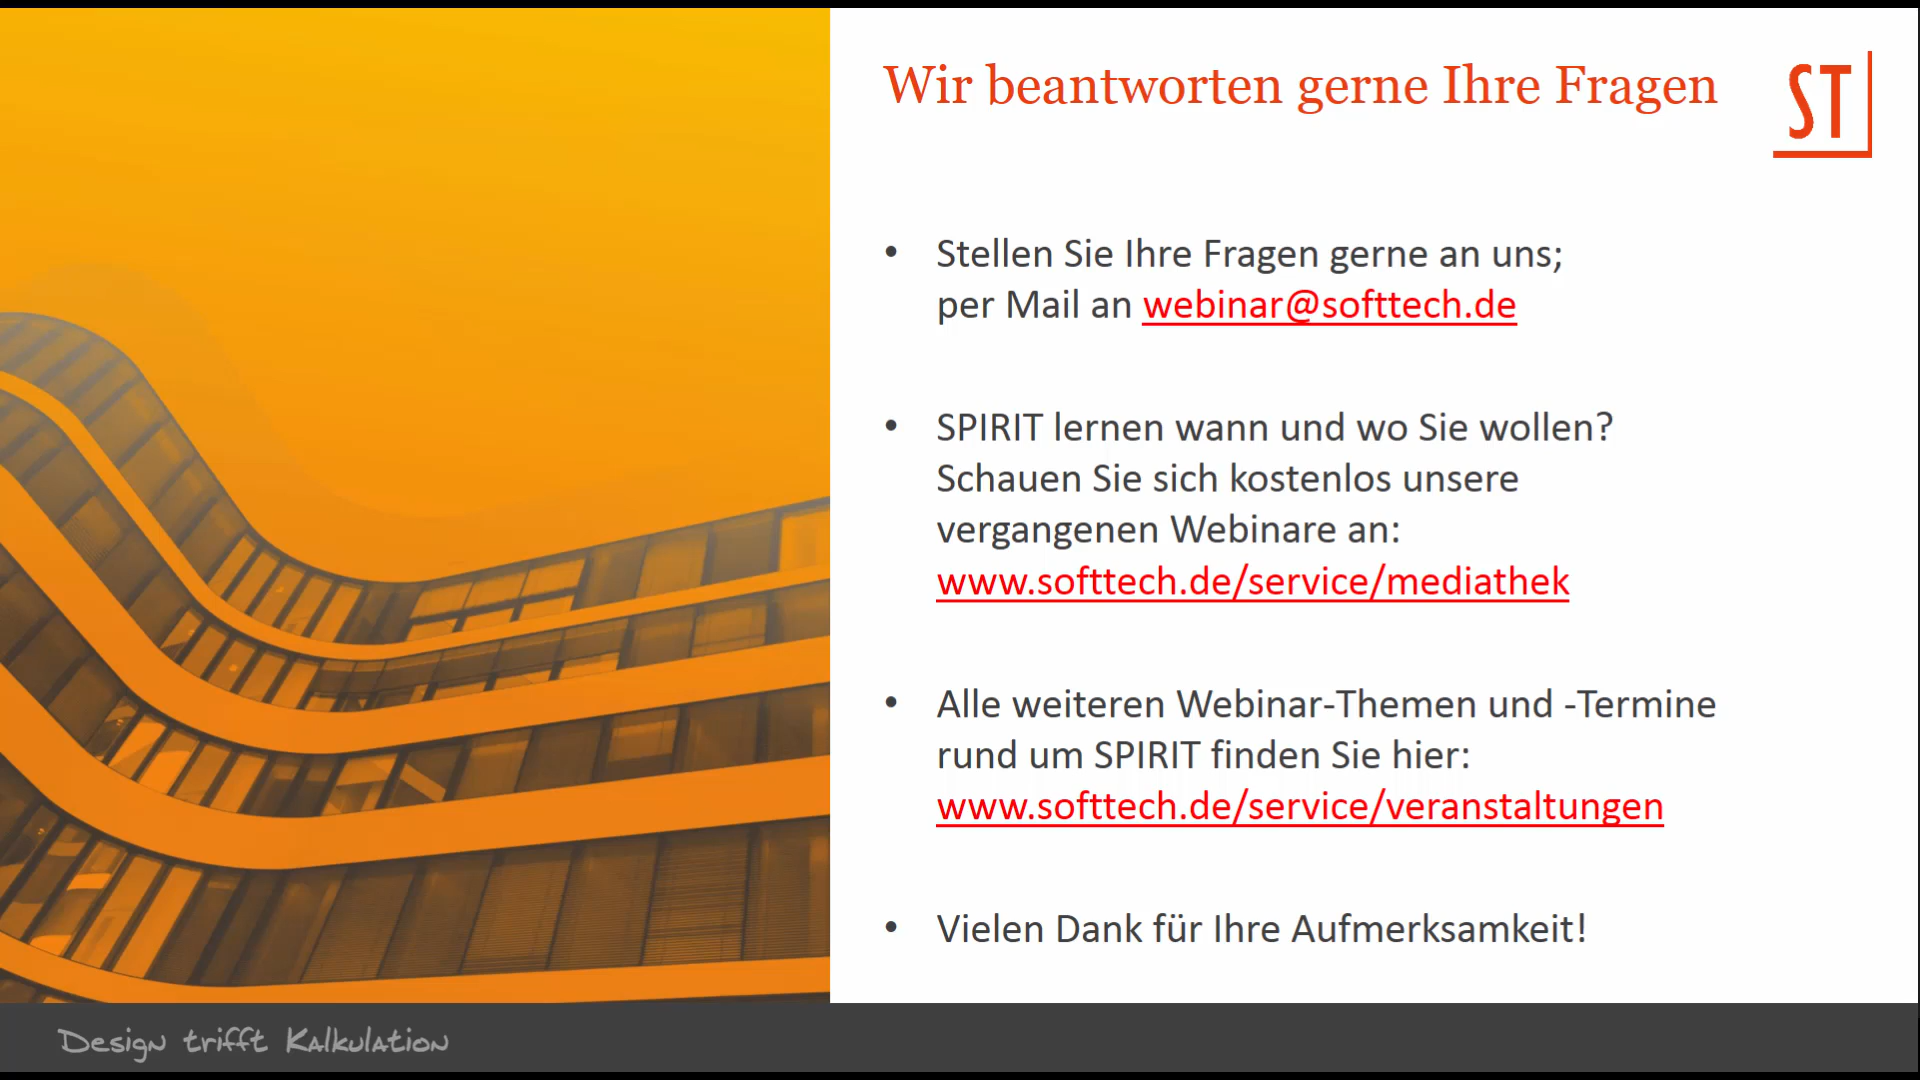 Wir beantworten gerne Ihre Fragen
ST
• Stellen Sie Ihre Fragen gerne an uns;
per Mail an webinar@softtech.de
• SPIRIT lernen wann und wo Sie wollen?
Schauen Sie sich kostenlos unsere
vergangenen Webinare an:
www.softtech.de/service/mediathek
• Alle weiteren Webinar-Themen und -Termine
rund um SPIRIT finden Sie hier:
www.softtech.de/service/veranstaltungen
• Vielen Dank für Ihre Aufmerksamkeit!
Design trifft Kalkulation